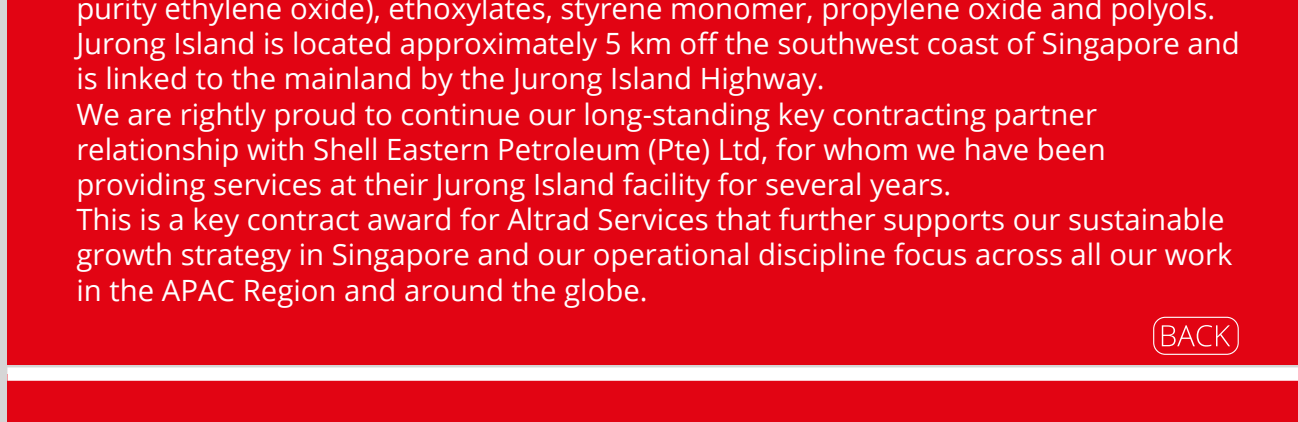 purity ethylene oxide), ethoxylates, styrene monomer, propylene oxide and polyols.
Jurong Island is located approximately 5 km off the southwest coast of Singapore and
is linked to the mainland by the Jurong Island Highway.
We are rightly proud to continue our long-standing key contracting partner
relationship with Shell Eastern Petroleum (Pte) Ltd, for whom we have been
providing services at their Jurong Island facility for several years.
This is a key contract award for Altrad Services that further supports our sustainable
growth strategy in Singapore and our operational discipline focus across all our work
in the APAC Region and around the globe.
BACK